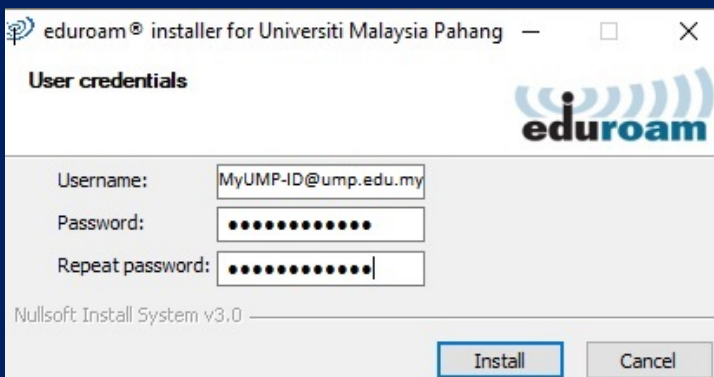 eduroam® installer for Universiti Malaysia Pahang
User credentials
eduroam
Username: MyUMP-ID@ump.edu.my
Password: ●●●●●●●●●●●●
Repeat password: ●●●●●●●●●●●●
Nullsoft Install System v3.0
Install Cancel